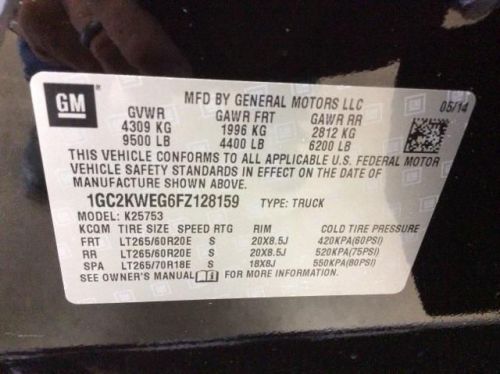 GM
MFD BY GENERAL MOTORS LLC
05/14
GVWR GAWR FRT GAWR RR
4309 KG 1996 KG 2812 KG
9500 LB 4400 LB 6200 LB
THIS VEHICLE CONFORMS TO ALL APPLICABLE U.S. FEDERAL MOTOR
VEHICLE SAFETY STANDARDS IN EFFECT ON THE DATE OF
MANUFACTURE SHOWN ABOVE.
1GC2KWEG6FZ128159 TYPE: TRUCK
MODEL: K25753
KCQM TIRE SIZE SPEED RTG RIM COLD TIRE PRESSURE
FRT LT265/60R20E S 20X8.5J 420KPA(60PSI)
RR LT265/60R20E S 20X8.5J 520KPA(75PSI)
SPA LT265/70R18E S 18X8J 550KPA(80PSI)
SEE OWNER'S MANUAL FOR MORE INFORMATION